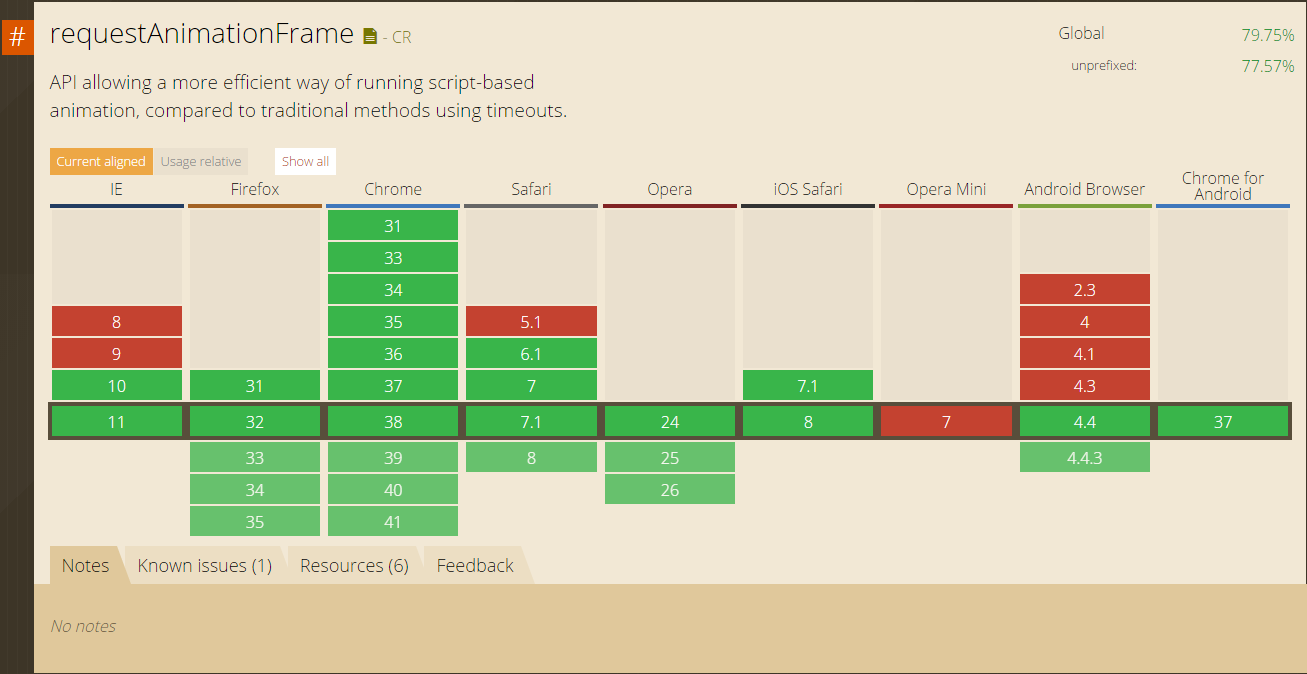 #
requestAnimationFrame - CR
Global 79.75%
unprefixed: 77.57%
API allowing a more efficient way of running script-based
animation, compared to traditional methods using timeouts.
Current aligned Usage relative Show all
IE Firefox Chrome Safari Opera iOS Safari Opera Mini Android Browser Chrome for
Android
31
33
34 2.3
8 35 5.1 4
9 36 6.1 4.1
10 31 37 7 7.1 4.3
11 32 38 7.1 24 8 7 4.4 37
33 39 8 25 4.4.3
34 40 26
35 41
Notes Known issues (1) Resources (6) Feedback
No notes